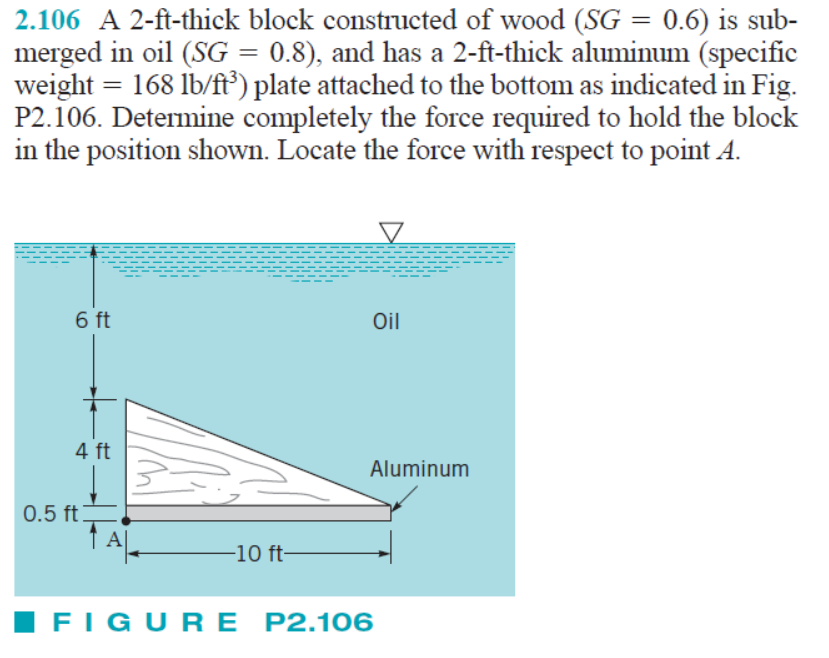 2.106 A 2-ft-thick block constructed of wood (SG = 0.6) is sub-
merged in oil (SG = 0.8), and has a 2-ft-thick aluminum (specific
weight = 168 lb/ft³) plate attached to the bottom as indicated in Fig.
P2.106. Determine completely the force required to hold the block
in the position shown. Locate the force with respect to point A.
6 ft
Oil
4 ft
Aluminum
0.5 ft
A
10 ft
FIGURE P2.106